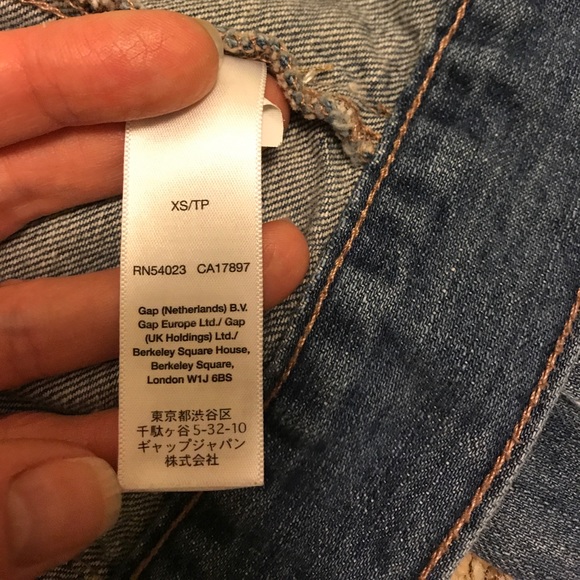 XS/TP
RN54023 CA17897
Gap (Netherlands) B.V.
Gap Europe Ltd./ Gap
(UK Holdings) Ltd./
Berkeley Square House,
Berkeley Square,
London W1J 6BS
東京都渋谷区
千駄ヶ谷5-32-10
ギャップジャパン
株式会社